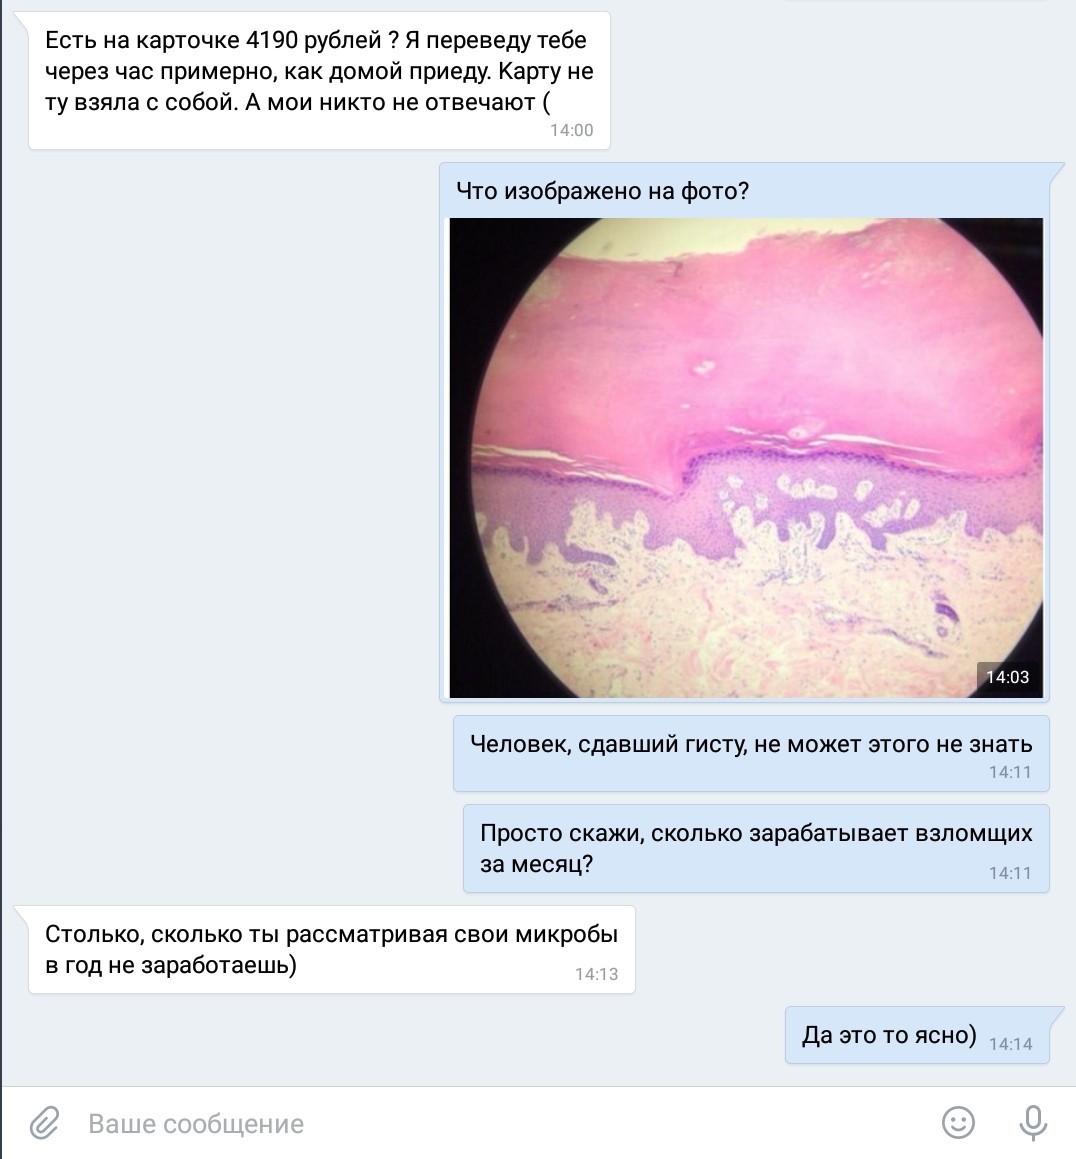 Есть на карточке 4190 рублей ? Я переведу тебе
через час примерно, как домой приеду. Карту не
ту взяла с собой. А мои никто не отвечают (
14:00
Что изображено на фото?
14:03
Человек, сдавший гисту, не может этого не знать
14:11
Просто скажи, сколько зарабатывает взломщих
за месяц?
14:11
Столько, сколько ты рассматривая свои микробы
в год не заработаешь)
14:13
Да это то ясно)
14:14
Ваше сообщение